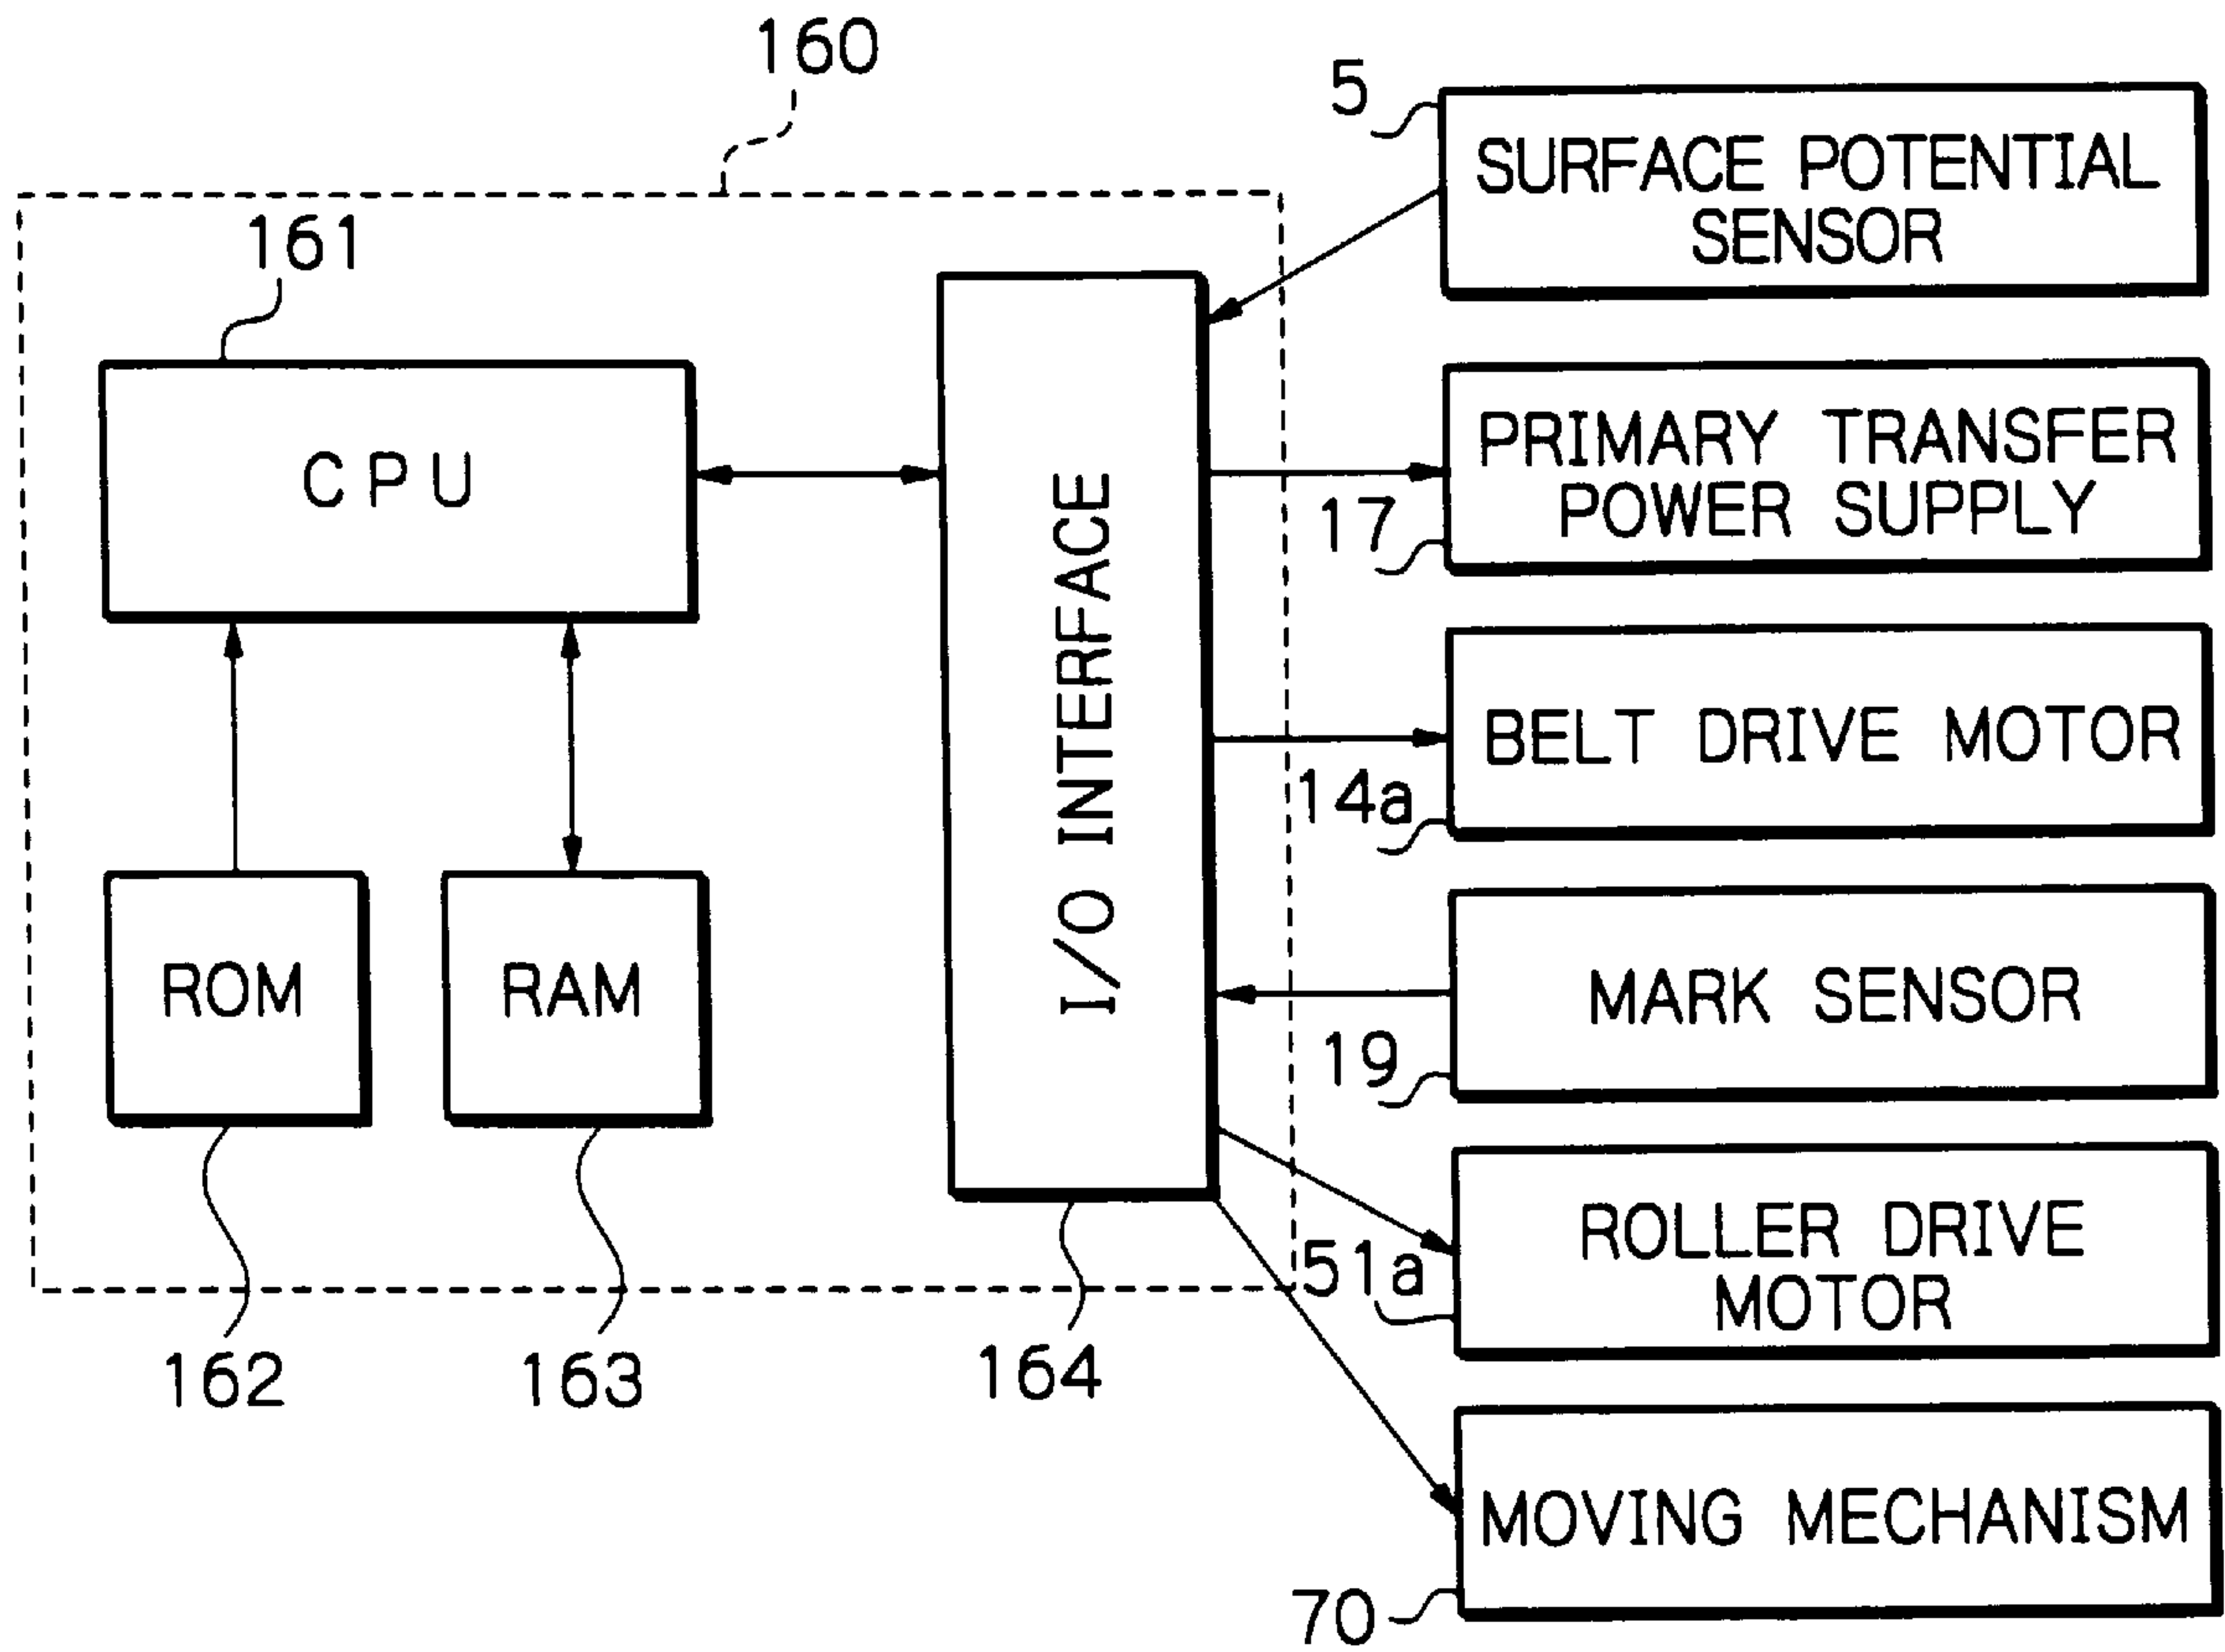 160
5
SURFACE POTENTIAL
SENSOR
161
CPU
PRIMARY TRANSFER
POWER SUPPLY
17
I/O INTERFACE
BELT DRIVE MOTOR
14a
ROM
RAM
MARK SENSOR
19
ROLLER DRIVE
MOTOR
51a
162
163
164
MOVING MECHANISM
70